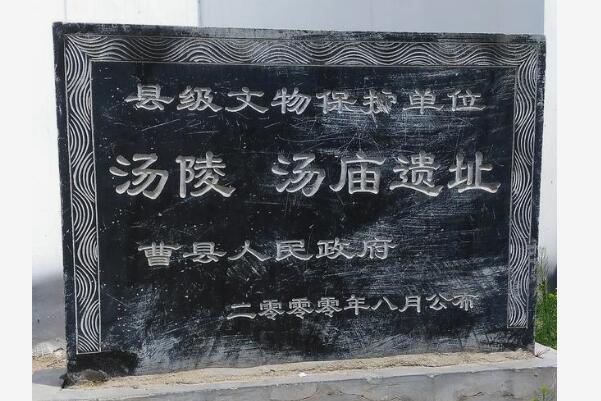 县级文物保护单位
汤陵 汤庙遗址
曹县人民政府
二零零零年八月公布